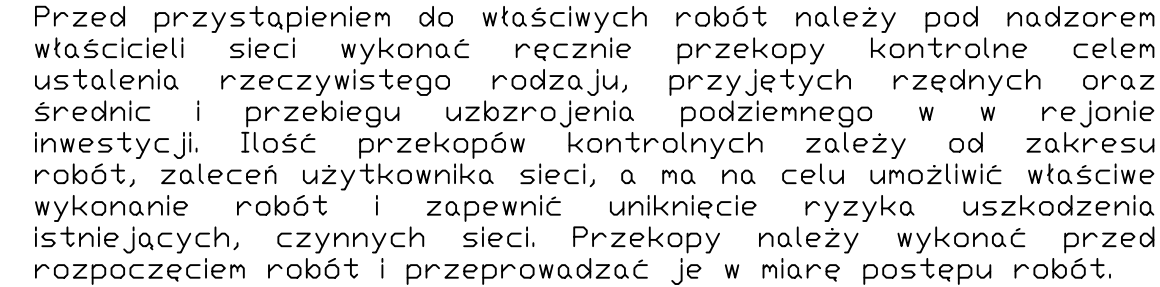 Przed przystąpieniem do właściwych robót należy pod nadzorem
właścicieli sieci wykonać ręcznie przekopy kontrolne celem
ustalenia rzeczywistego rodzaju, przyjętych rzędnych oraz
średnic i przebiegu uzbzrojenia podziemnego w w rejonie
inwestycji. Ilość przekopów kontrolnych zależy od zakresu
robót, zaleceń użytkownika sieci, a ma na celu umożliwić właściwe
wykonanie robót i zapewnić uniknięcie ryzyka uszkodzenia
istniejących, czynnych sieci. Przekopy należy wykonać przed
rozpoczęciem robót i przeprowadzać je w miarę postępu robót.